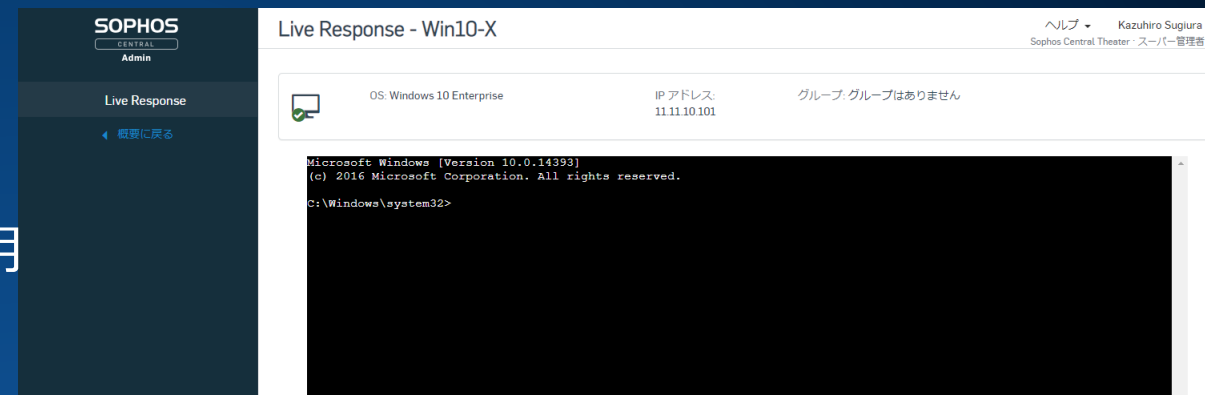 SOPHOS
CENTRAL
Admin
Live Response
概要に戻る
Live Response - Win10-X
ヘルプ
Kazuhiro Sugiura
Sophos Central Theater · スーパー管理者
OS: Windows 10 Enterprise
IP アドレス:
11.11.10.101
グループ: グループはありません
Microsoft Windows [Version 10.0.14393]
(c) 2016 Microsoft Corporation. All rights reserved.
C:\Windows\system32>